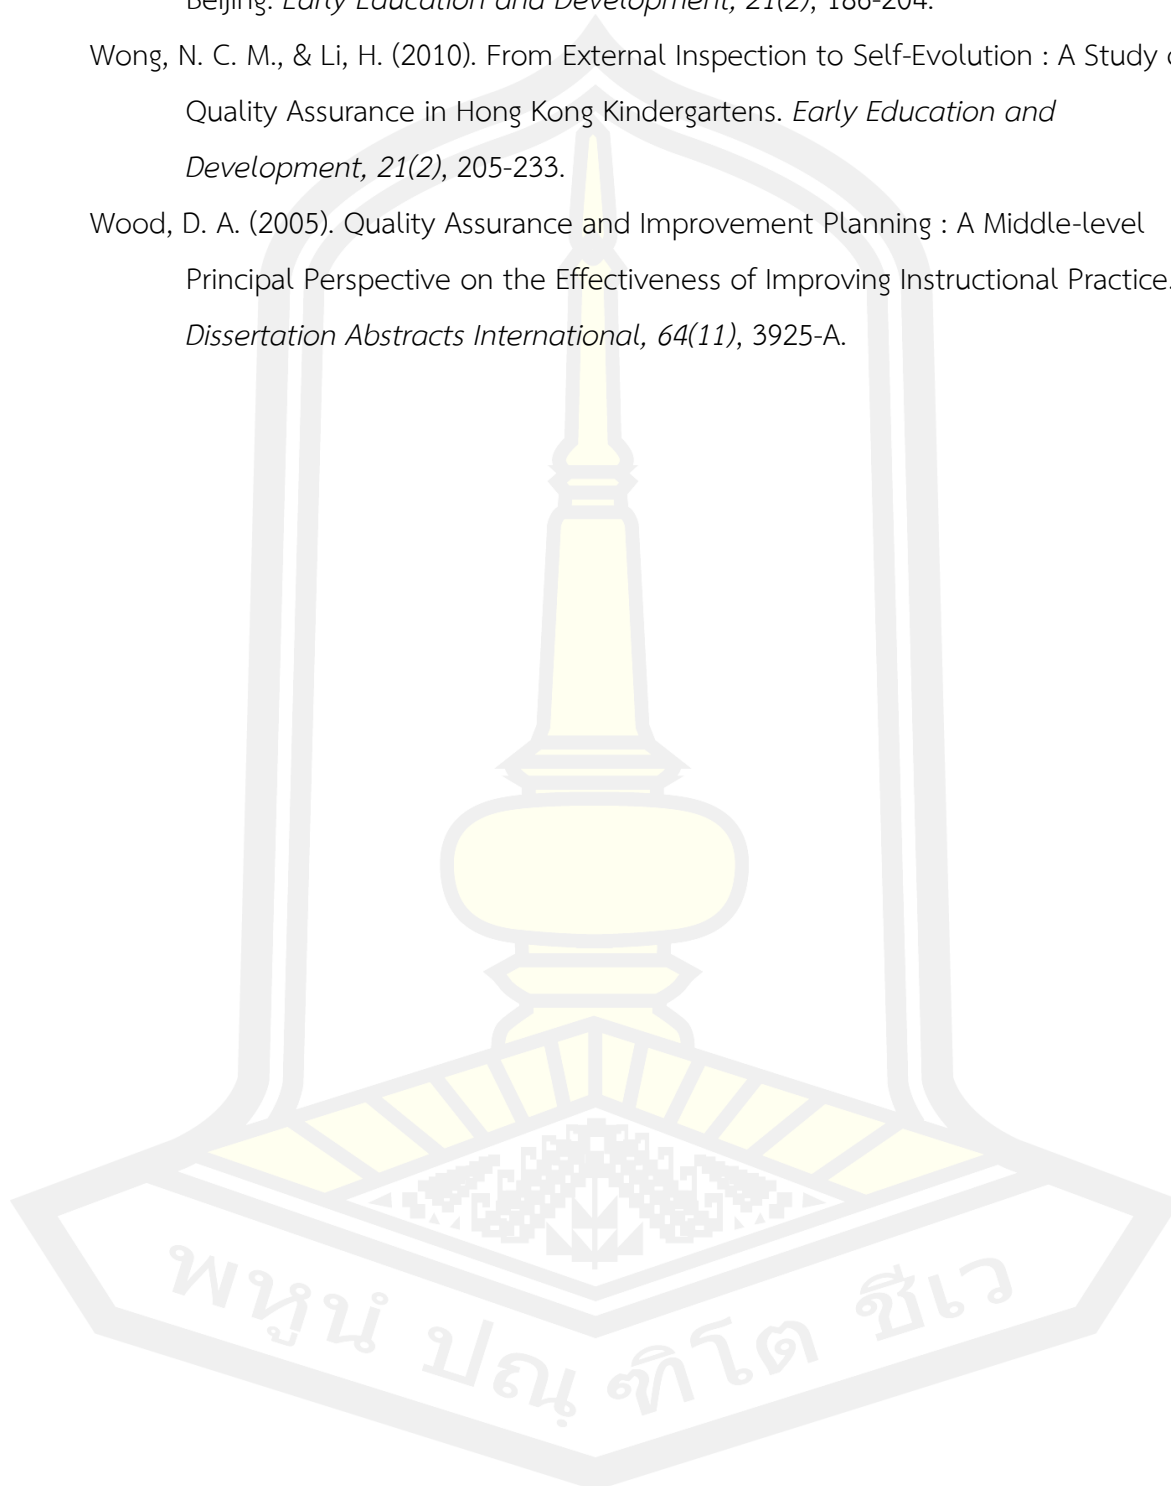 Beijing. Early Education and Development, 21(2), 186-204.
Wong, N. C. M., & Li, H. (2010). From External Inspection to Self-Evolution : A Study
Quality Assurance in Hong Kong Kindergartens. Early Education and
Development, 21(2), 205-233.
Wood, D. A. (2005). Quality Assurance and Improvement Planning : A Middle-level
Principal Perspective on the Effectiveness of Improving Instructional Practice.
Dissertation Abstracts International, 64(11), 3925-A.
พหูนํ ปณฺฑิโต ชีเว